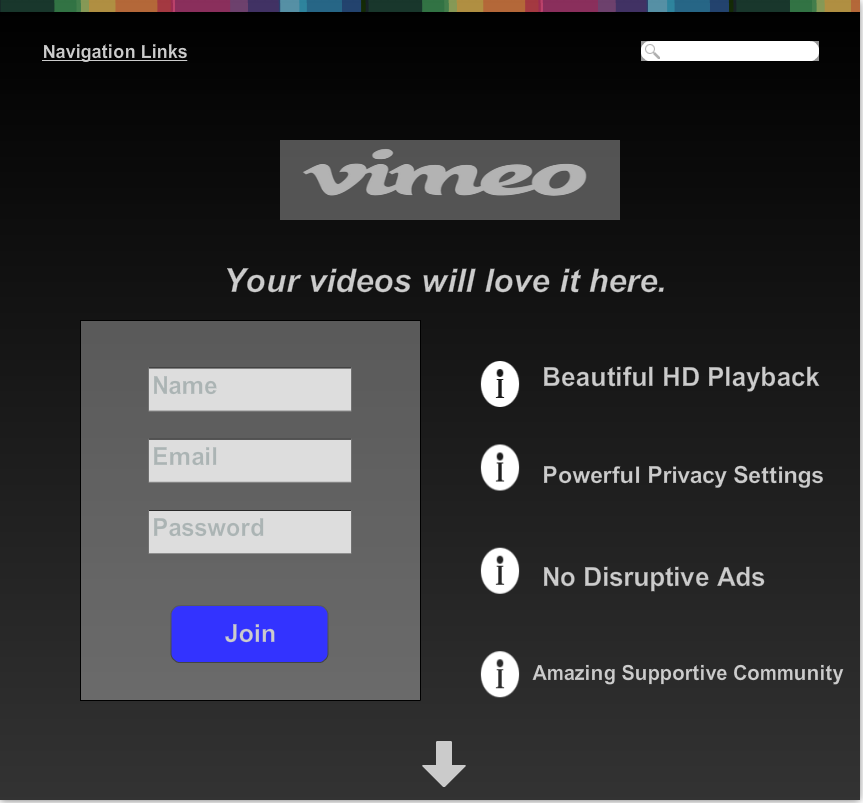 Navigation Links
vimeo
Your videos will love it here.
Name
Email
Password
Join
Beautiful HD Playback
Powerful Privacy Settings
No Disruptive Ads
Amazing Supportive Community